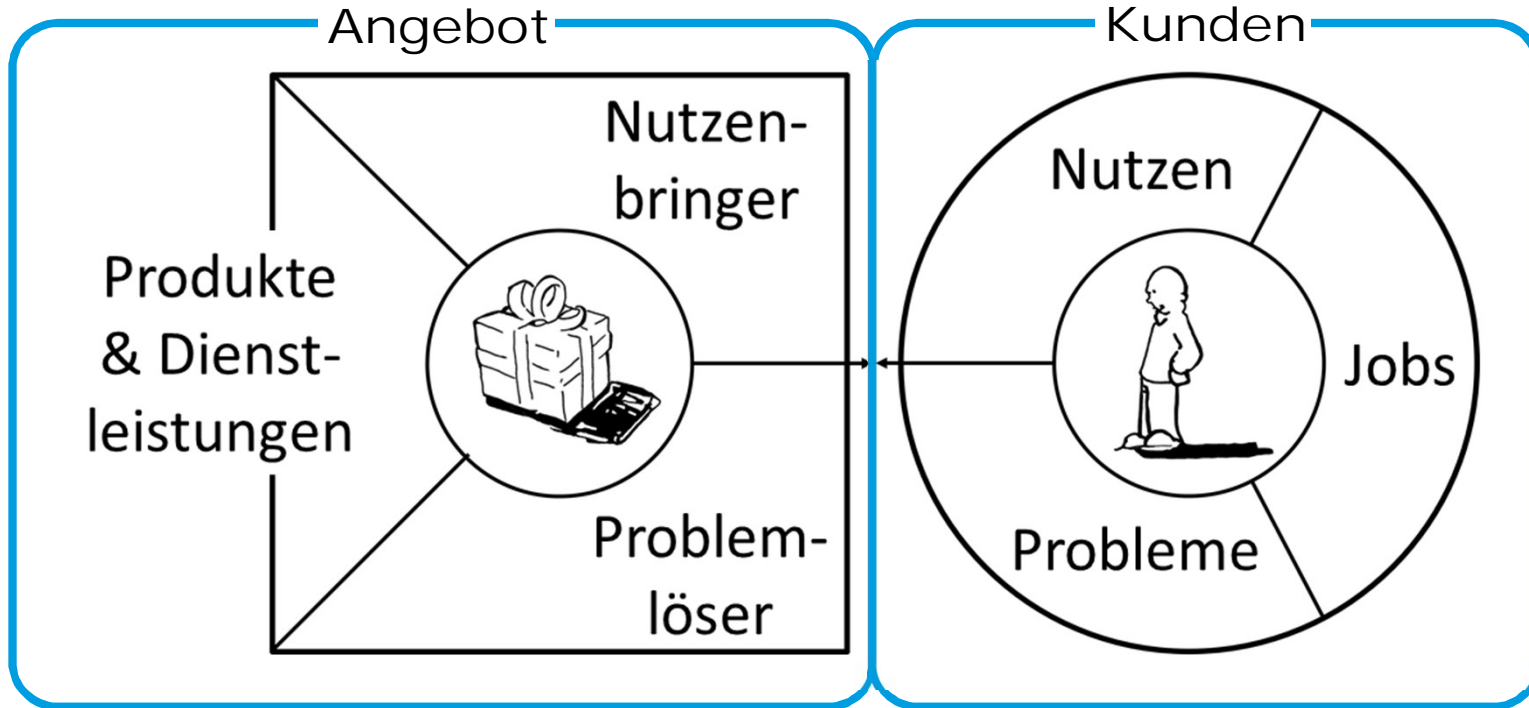 Angebot
Kunden
Nutzen-
bringer
Produkte
& Dienst-
leistungen
Problem-
löser
Nutzen
Jobs
Probleme